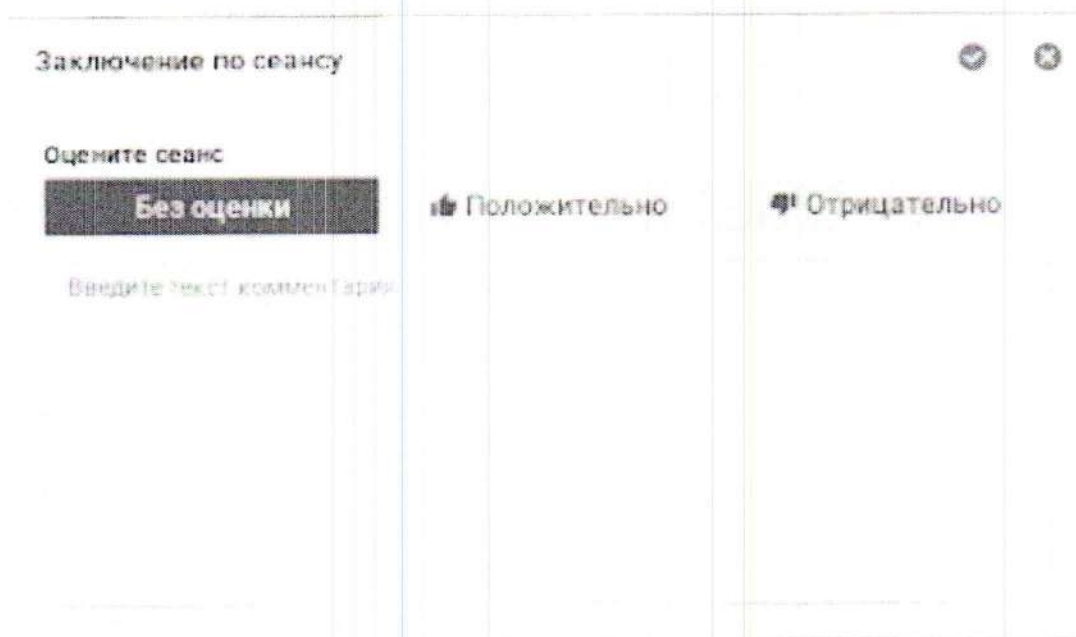 Заключение по сеансу
Оцените сеанс
Без оценки
Положительно
Отрицательно
Введите текст комментария